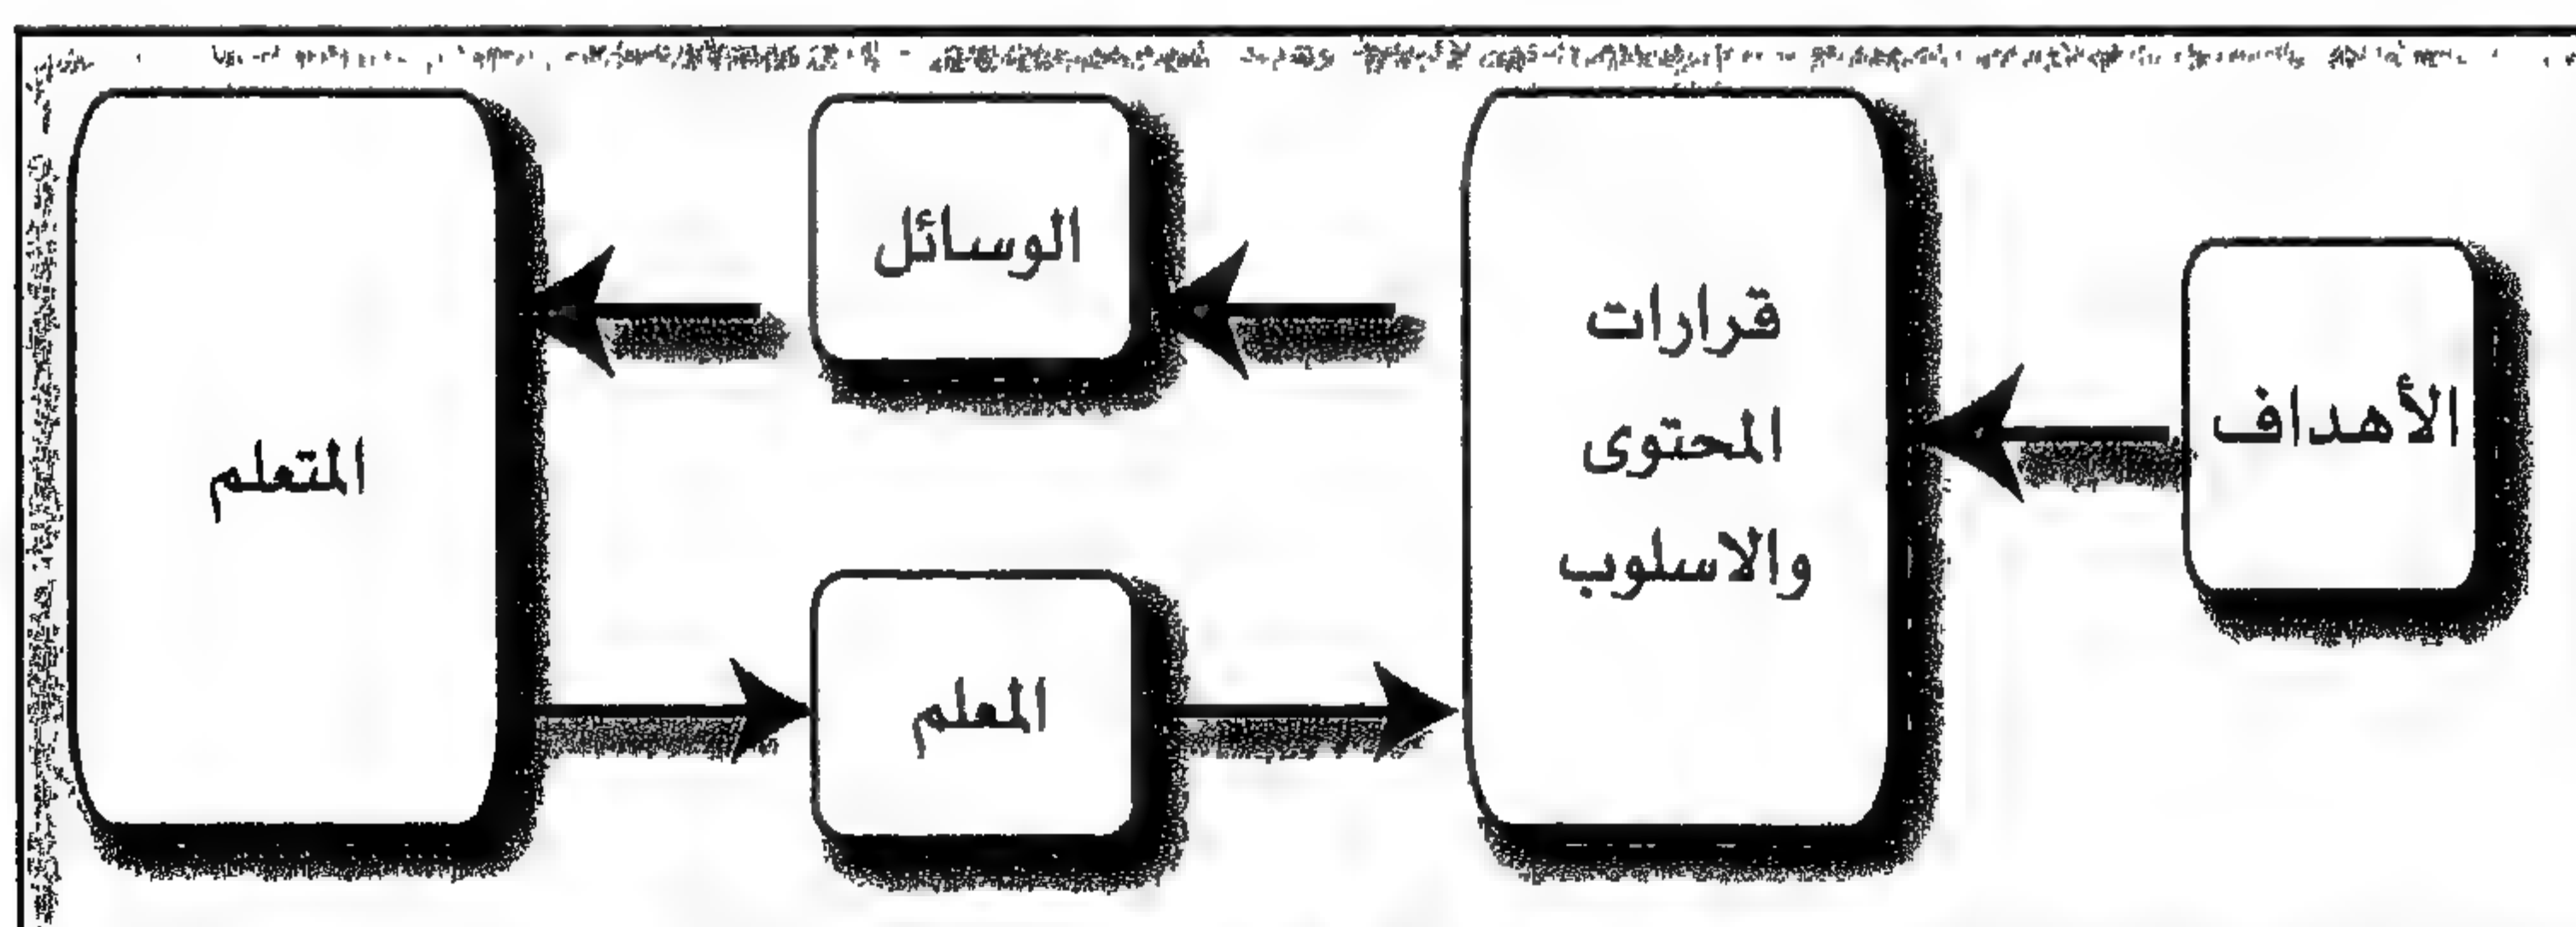 الأهداف
قرارات
المحتوى
والاسلوب
الوسائل
المعلم
المتعلم